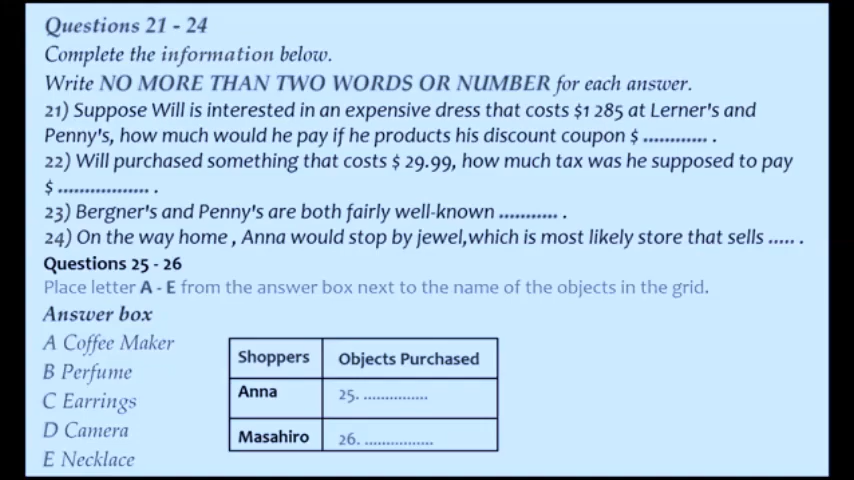 Questions 21 - 24
Complete the information below.
Write NO MORE THAN TWO WORDS OR NUMBER for each answer.
21) Suppose Will is interested in an expensive dress that costs $1 285 at Lerner's and
Penny's, how much would he pay if he products his discount coupon $ ............ .
22) Will purchased something that costs $ 29.99, how much tax was he supposed to pay
$ ................. .
23) Bergner's and Penny's are both fairly well-known ........... .
24) On the way home , Anna would stop by jewel,which is most likely store that sells ..... .
Questions 25 - 26
Place letter A - E from the answer box next to the name of the objects in the grid.
Answer box
A Coffee Maker
B Perfume
C Earrings
D Camera
E Necklace
Shoppers Objects Purchased
Anna 25. ..............
Masahiro 26. ...............